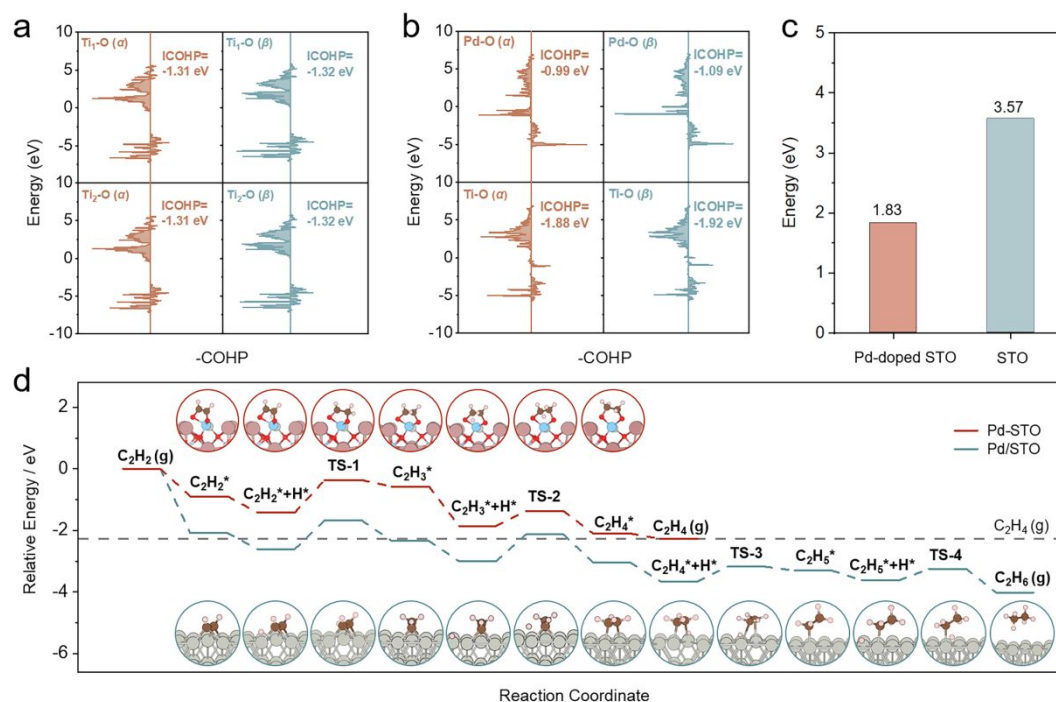 a
Energy (eV)
10
5
0
-5
10
5
0
-5
-10
Ti₁-O (α)
ICOHP=
-1.31 eV
Ti₁-O (β)
ICOHP=
-1.32 eV
Ti₂-O (α)
ICOHP=
-1.31 eV
Ti₂-O (β)
ICOHP=
-1.32 eV
-COHP
b
Energy (eV)
10
5
0
-5
10
5
0
-5
-10
Pd-O (α)
ICOHP=
-0.99 eV
Pd-O (β)
ICOHP=
-1.09 eV
Ti-O (α)
ICOHP=
-1.88 eV
Ti-O (β)
ICOHP=
-1.92 eV
-COHP
c
Energy (eV)
5
4
3
2
1
0
1.83
3.57
Pd-doped STO
STO
d
Relative Energy / eV
2
0
-2
-4
-6
Pd-STO
Pd/STO
C₂H₂ (g)
C₂H₂*
C₂H₂*+H*
TS-1
C₂H₃*
C₂H₃*+H*
TS-2
C₂H₄*
C₂H₄ (g)
C₂H₄ (g)
C₂H₄*+H*
TS-3
C₂H₅*
C₂H₅*+H*
TS-4
C₂H₆ (g)
Reaction Coordinate